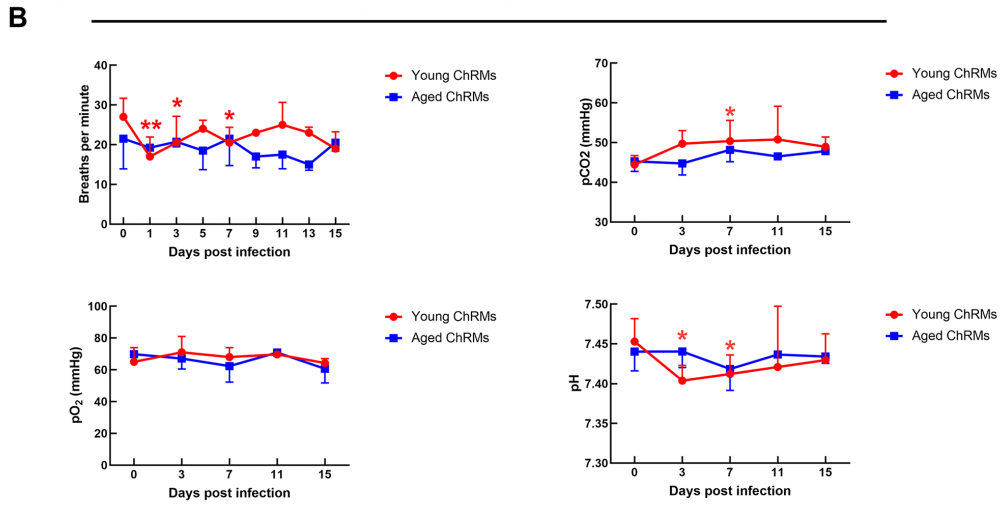 B
Breaths per minute
40
30
20
10
0
** * *
0 1 3 5 7 9 11 13 15
Days post infection
Young ChRMs
Aged ChRMs
pCO2 (mmHg)
70
60
50
40
30
*
0 3 7 11 15
Days post infection
Young ChRMs
Aged ChRMs
pO2 (mmHg)
100
80
60
40
20
0
0 3 7 11 15
Days post infection
Young ChRMs
Aged ChRMs
pH
7.50
7.45
7.40
7.30
* *
0 3 7 11 15
Days post infection
Young ChRMs
Aged ChRMs